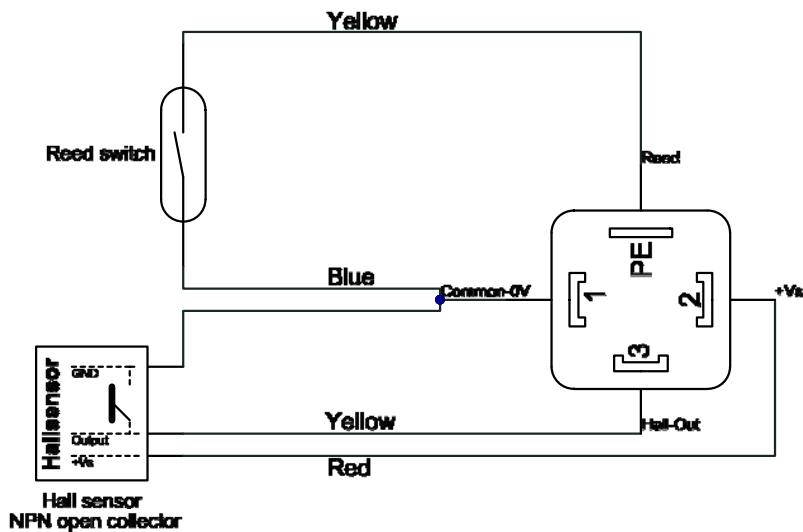 Yellow
Reed switch
Reed
PE
Blue
Common-0V
1
2
+Vs
3
Hallsensor
GND
Output
+Vs
Yellow
Hall-Out
Red
Hall sensor
NPN open collector